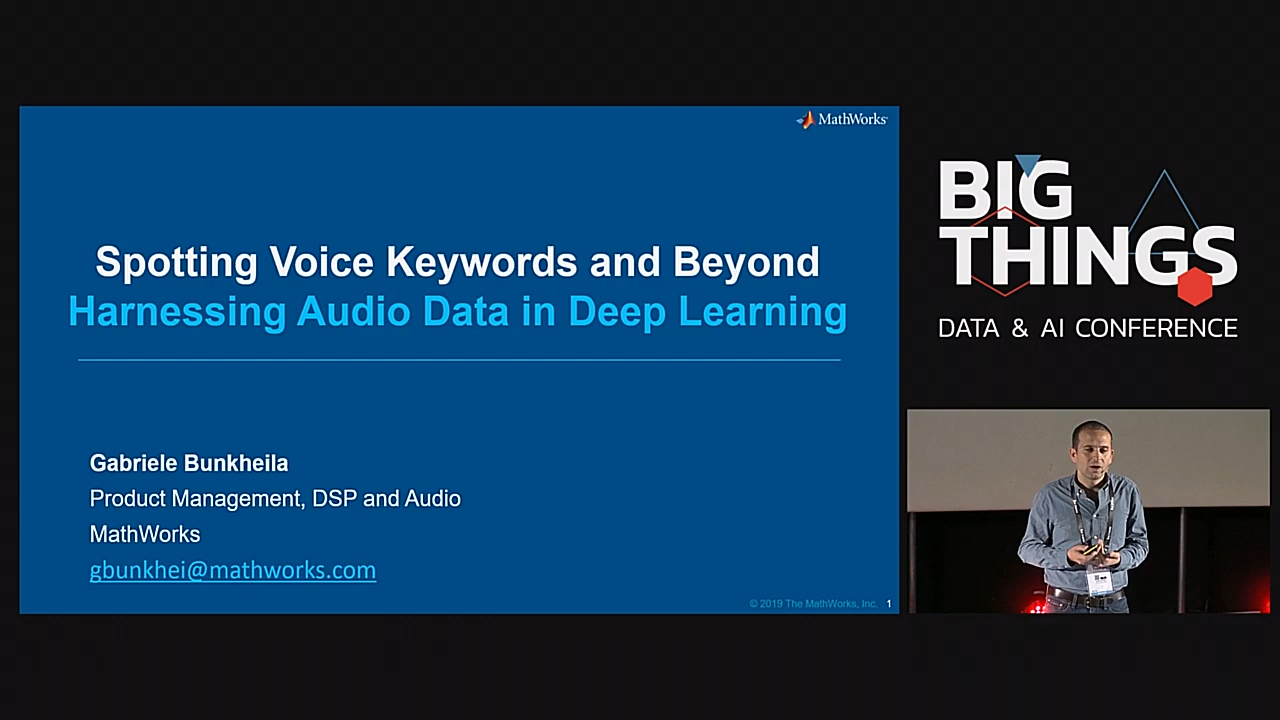 MathWorks
Spotting Voice Keywords and Beyond
Harnessing Audio Data in Deep Learning
Gabriele Bunkheila
Product Management, DSP and Audio
MathWorks
gbunkhei@mathworks.com
© 2019 The MathWorks, Inc. 1
BIG
THINGS
DATA & AI CONFERENCE